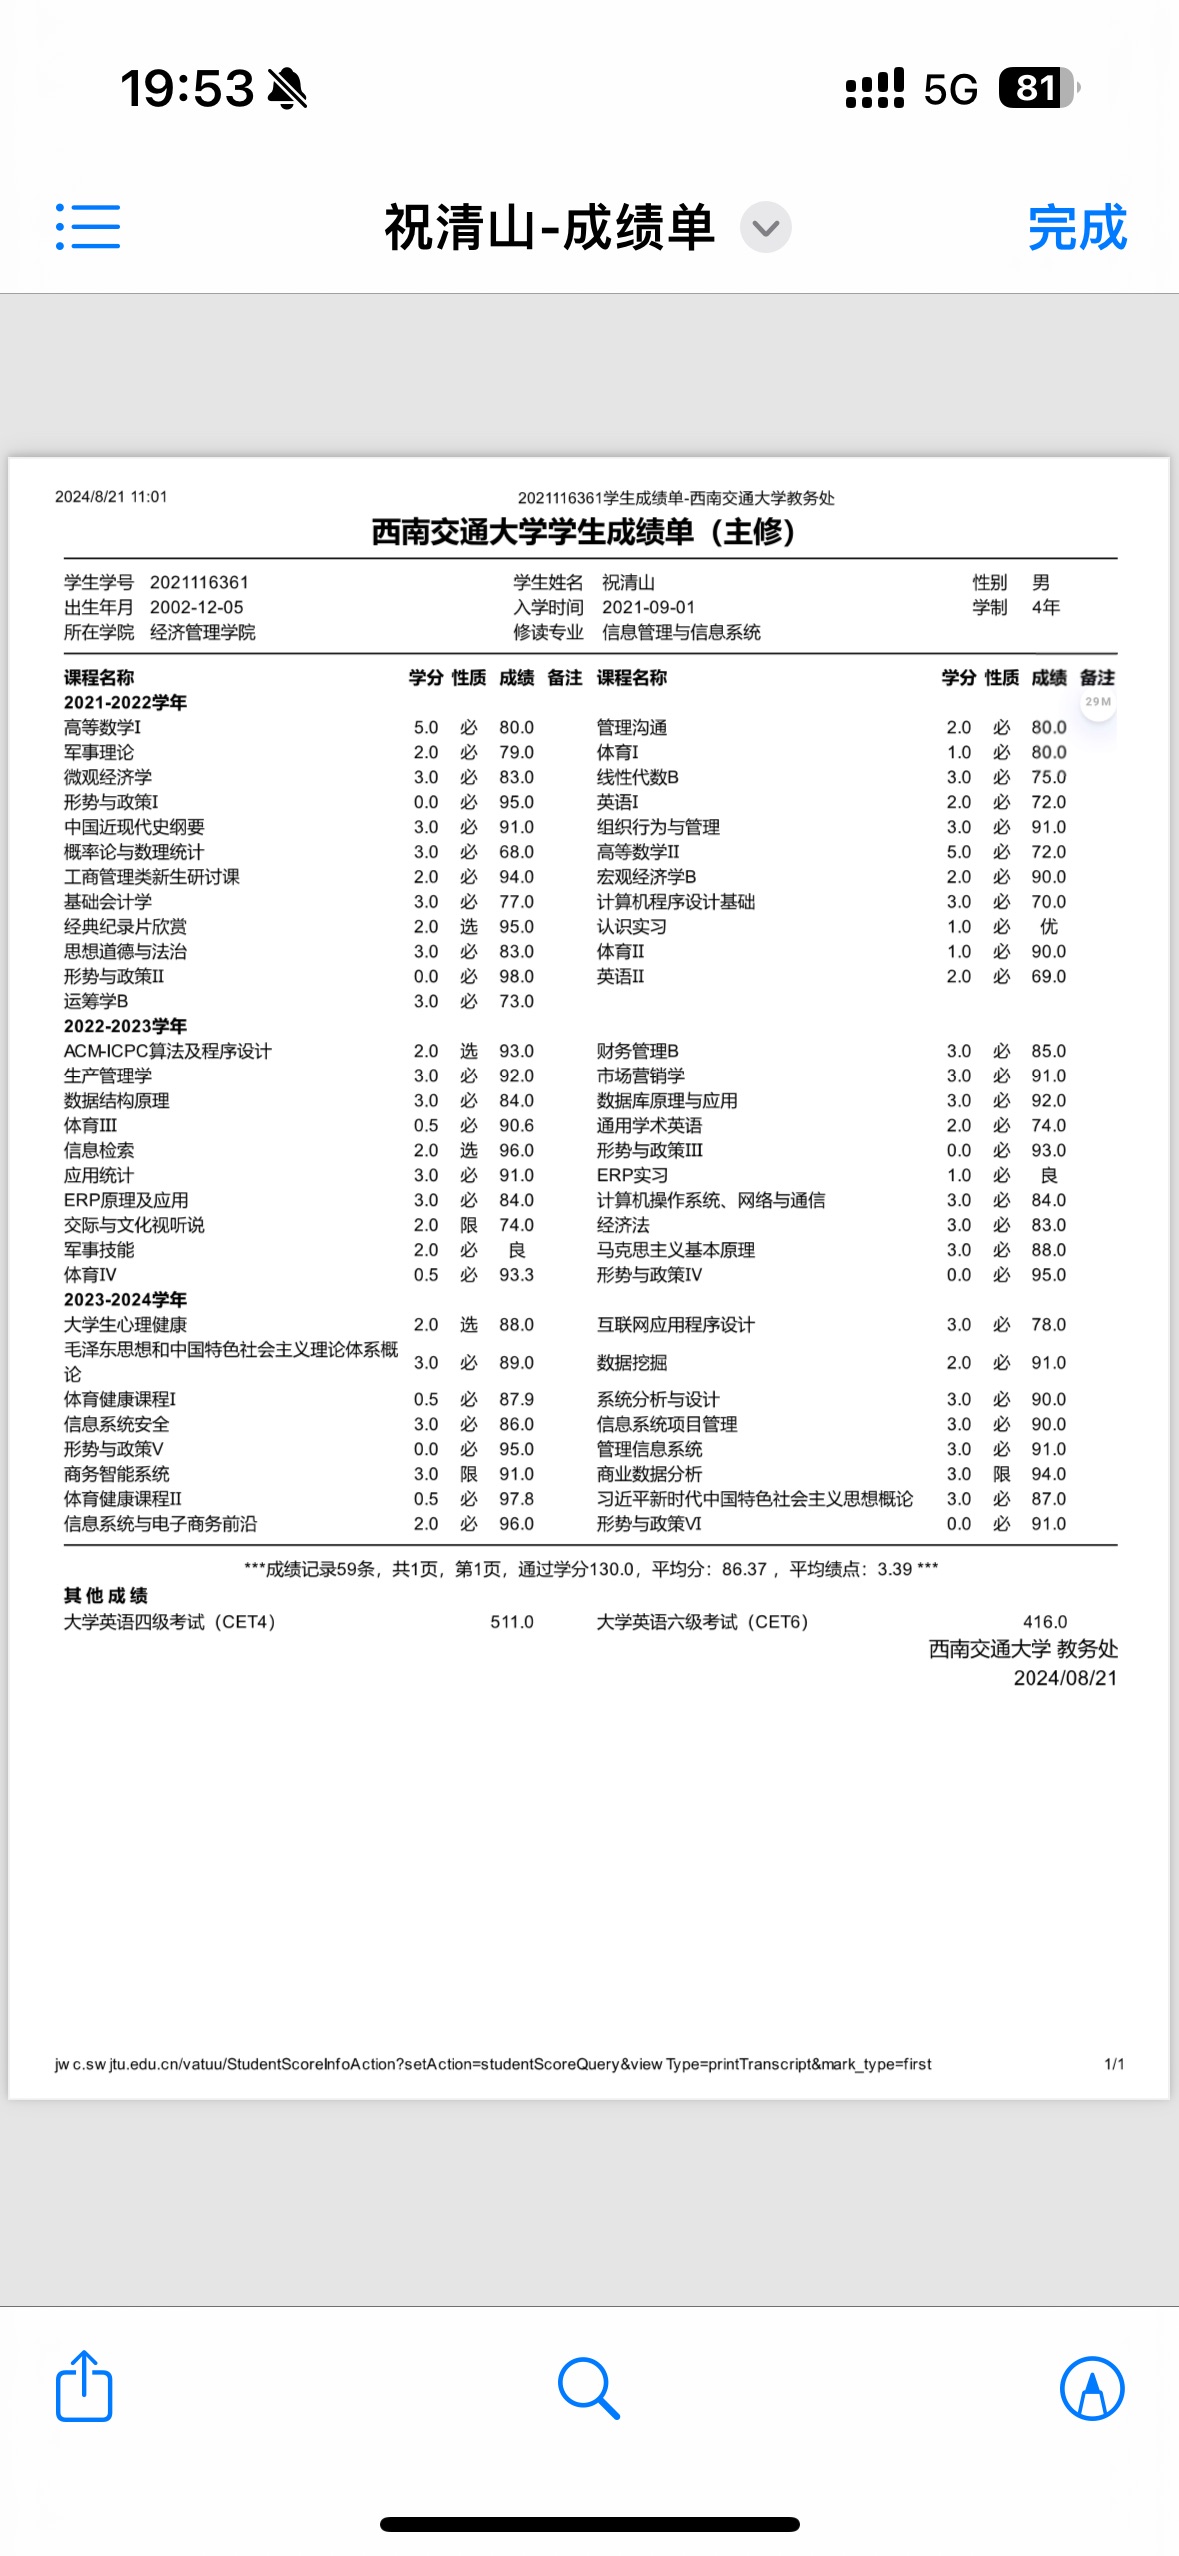 19:53 5G 81
祝清山-成绩单 完成
2024/8/21 11:01 2021116361学生成绩单-西南交通大学教务处
西南交通大学学生成绩单（主修）
学生学号 2021116361 学生姓名 祝清山 性别 男
出生年月 2002-12-05 入学时间 2021-09-01 学制 4年
所在学院 经济管理学院 修读专业 信息管理与信息系统
课程名称 学分 性质 成绩 备注 课程名称 学分 性质 成绩 备注
2021-2022学年 29M
高等数学I 5.0 必 80.0 管理沟通 2.0 必 80.0
军事理论 2.0 必 79.0 体育I 1.0 必 80.0
微观经济学 3.0 必 83.0 线性代数B 3.0 必 75.0
形势与政策I 0.0 必 95.0 英语I 2.0 必 72.0
中国近现代史纲要 3.0 必 91.0 组织行为与管理 3.0 必 91.0
概率论与数理统计 3.0 必 68.0 高等数学II 5.0 必 72.0
工商管理类新生研讨课 2.0 必 94.0 宏观经济学B 2.0 必 90.0
基础会计学 3.0 必 77.0 计算机程序设计基础 3.0 必 70.0
经典纪录片欣赏 2.0 选 95.0 认识实习 1.0 必 优
思想道德与法治 3.0 必 83.0 体育II 1.0 必 90.0
形势与政策II 0.0 必 98.0 英语II 2.0 必 69.0
运筹学B 3.0 必 73.0
2022-2023学年
ACM-ICPC算法及程序设计 2.0 选 93.0 财务管理B 3.0 必 85.0
生产管理学 3.0 必 92.0 市场营销学 3.0 必 91.0
数据结构原理 3.0 必 84.0 数据库原理与应用 3.0 必 92.0
体育III 0.5 必 90.6 通用学术英语 2.0 必 74.0
信息检索 2.0 选 96.0 形势与政策III 0.0 必 93.0
应用统计 3.0 必 91.0 ERP实习 1.0 必 良
ERP原理及应用 3.0 必 84.0 计算机操作系统、网络与通信 3.0 必 84.0
交际与文化视听说 2.0 限 74.0 经济法 3.0 必 83.0
军事技能 2.0 必 良 马克思主义基本原理 3.0 必 88.0
体育IV 0.5 必 93.3 形势与政策IV 0.0 必 95.0
2023-2024学年
大学生心理健康 2.0 选 88.0 互联网应用程序设计 3.0 必 78.0
毛泽东思想和中国特色社会主义理论体系概
论 3.0 必 89.0 数据挖掘 2.0 必 91.0
体育健康课程I 0.5 必 87.9 系统分析与设计 3.0 必 90.0
信息系统安全 3.0 必 86.0 信息系统项目管理 3.0 必 90.0
形势与政策V 0.0 必 95.0 管理信息系统 3.0 必 91.0
商务智能系统 3.0 限 91.0 商业数据分析 3.0 限 94.0
体育健康课程II 0.5 必 97.8 习近平新时代中国特色社会主义思想概论 3.0 必 87.0
信息系统与电子商务前沿 2.0 必 96.0 形势与政策VI 0.0 必 91.0
***成绩记录59条，共1页，第1页，通过学分130.0，平均分：86.37 ，平均绩点：3.39 ***
其他成绩
大学英语四级考试（CET4） 511.0 大学英语六级考试（CET6） 416.0
西南交通大学 教务处
2024/08/21
jwc.swjtu.edu.cn/vatuu/StudentScoreInfoAction?setAction=studentScoreQuery&viewType=printTranscript&mark_type=first 1/1